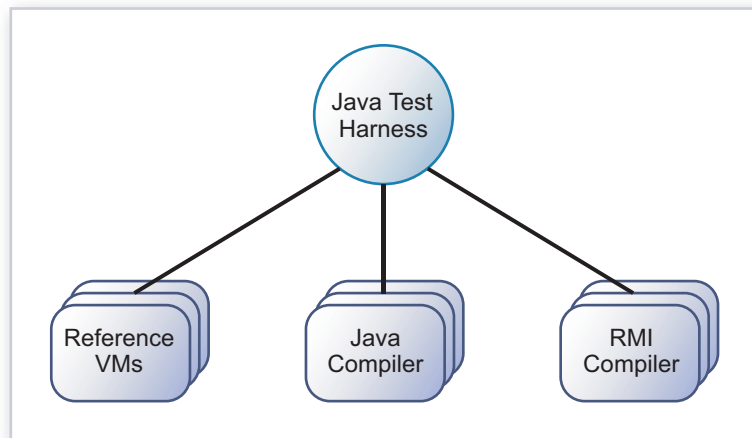 Java Test
Harness
Reference
VMs
Java
Compiler
RMI
Compiler